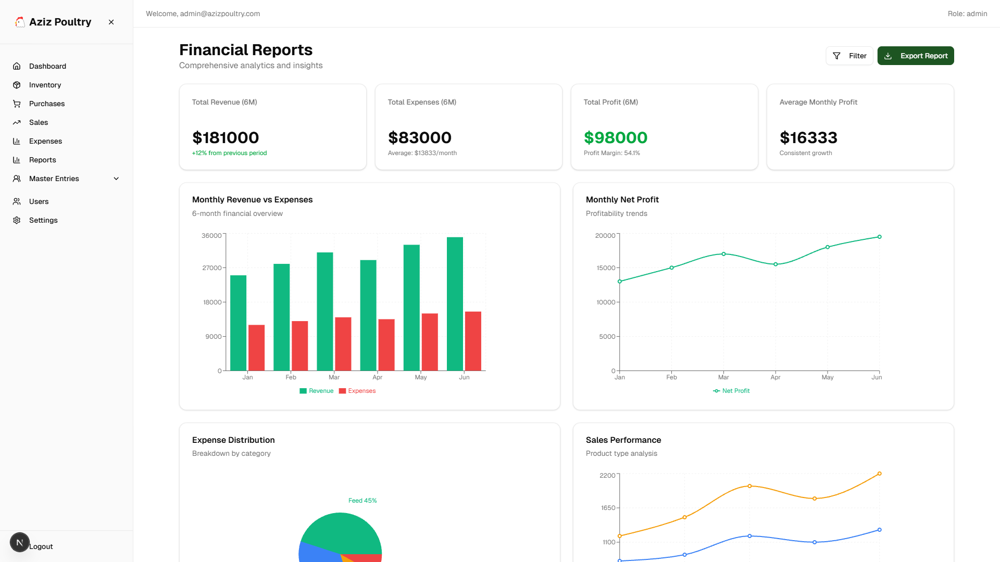 Aziz Poultry
Dashboard
Inventory
Purchases
Sales
Expenses
Reports
Master Entries
Users
Settings
N
Logout
Welcome, admin@azizpoultry.com
Role: admin
Financial Reports
Comprehensive analytics and insights
Filter
Export Report
Total Revenue (6M)
$181000
+12% from previous period
Total Expenses (6M)
$83000
Average: $13833/month
Total Profit (6M)
$98000
Profit Margin: 54.1%
Average Monthly Profit
$16333
Consistent growth
Monthly Revenue vs Expenses
6-month financial overview
36000
27000
18000
9000
0
Jan Feb Mar Apr May Jun
Revenue Expenses
Monthly Net Profit
Profitability trends
20000
15000
10000
5000
0
Jan Feb Mar Apr May Jun
Net Profit
Expense Distribution
Breakdown by category
Feed 45%
Sales Performance
Product type analysis
2200
1650
1100